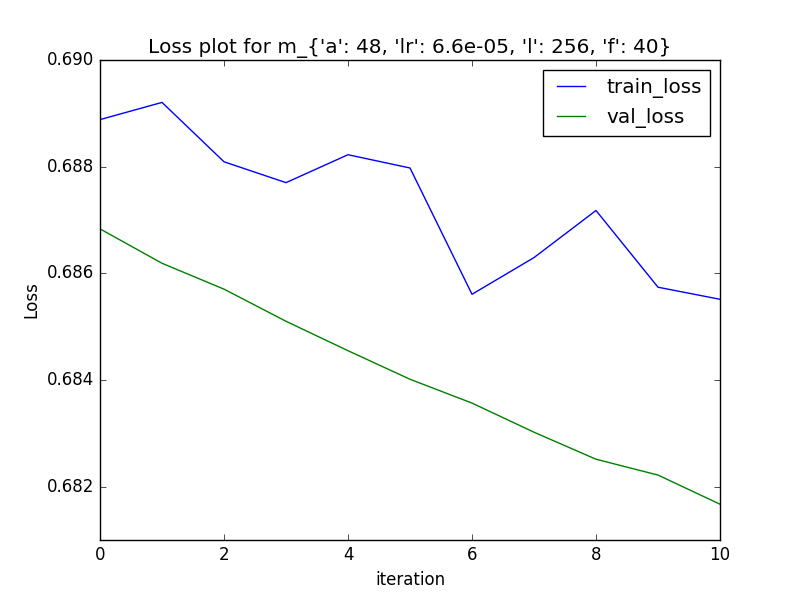 Loss plot for m_{'a': 48, 'lr': 6.6e-05, 'l': 256, 'f': 40}
train_loss
val_loss
0.690
0.688
0.686
0.684
0.682
Loss
0 2 4 6 8 10
iteration